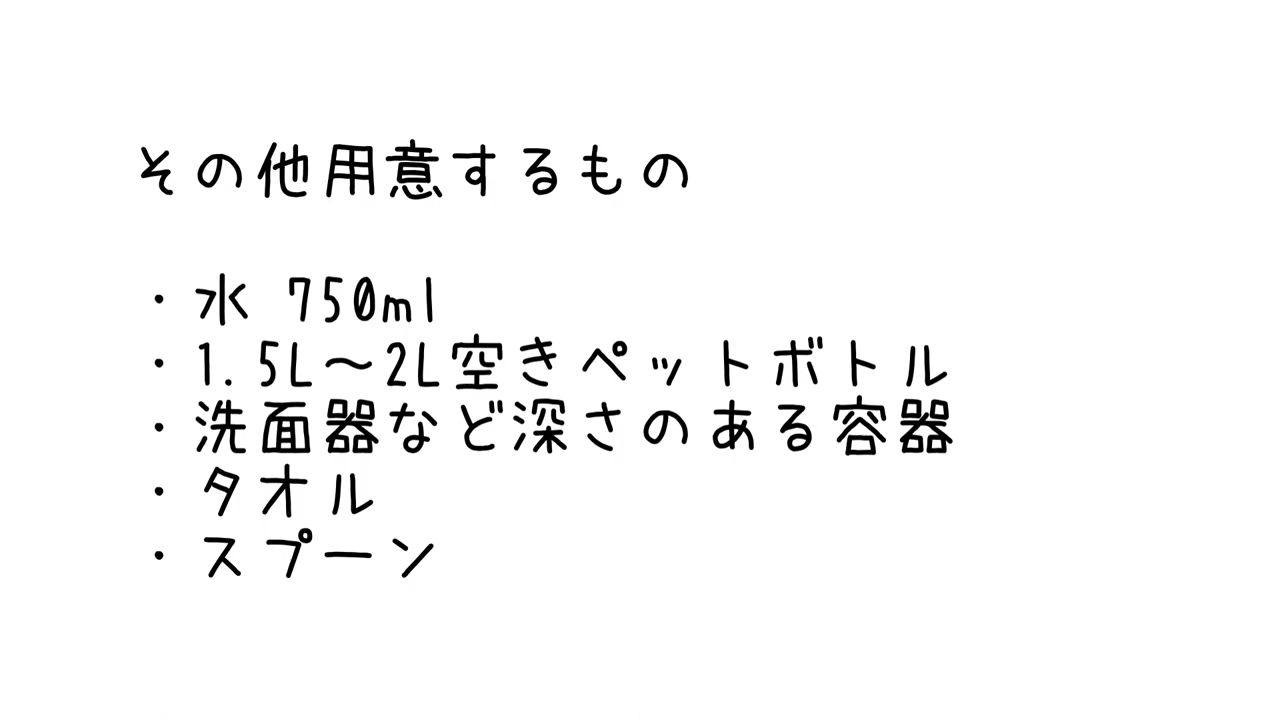 その他用意するもの
・水 750ml
・1.5L～2L空きペットボトル
・洗面器など深さのある容器
・タオル
・スプーン